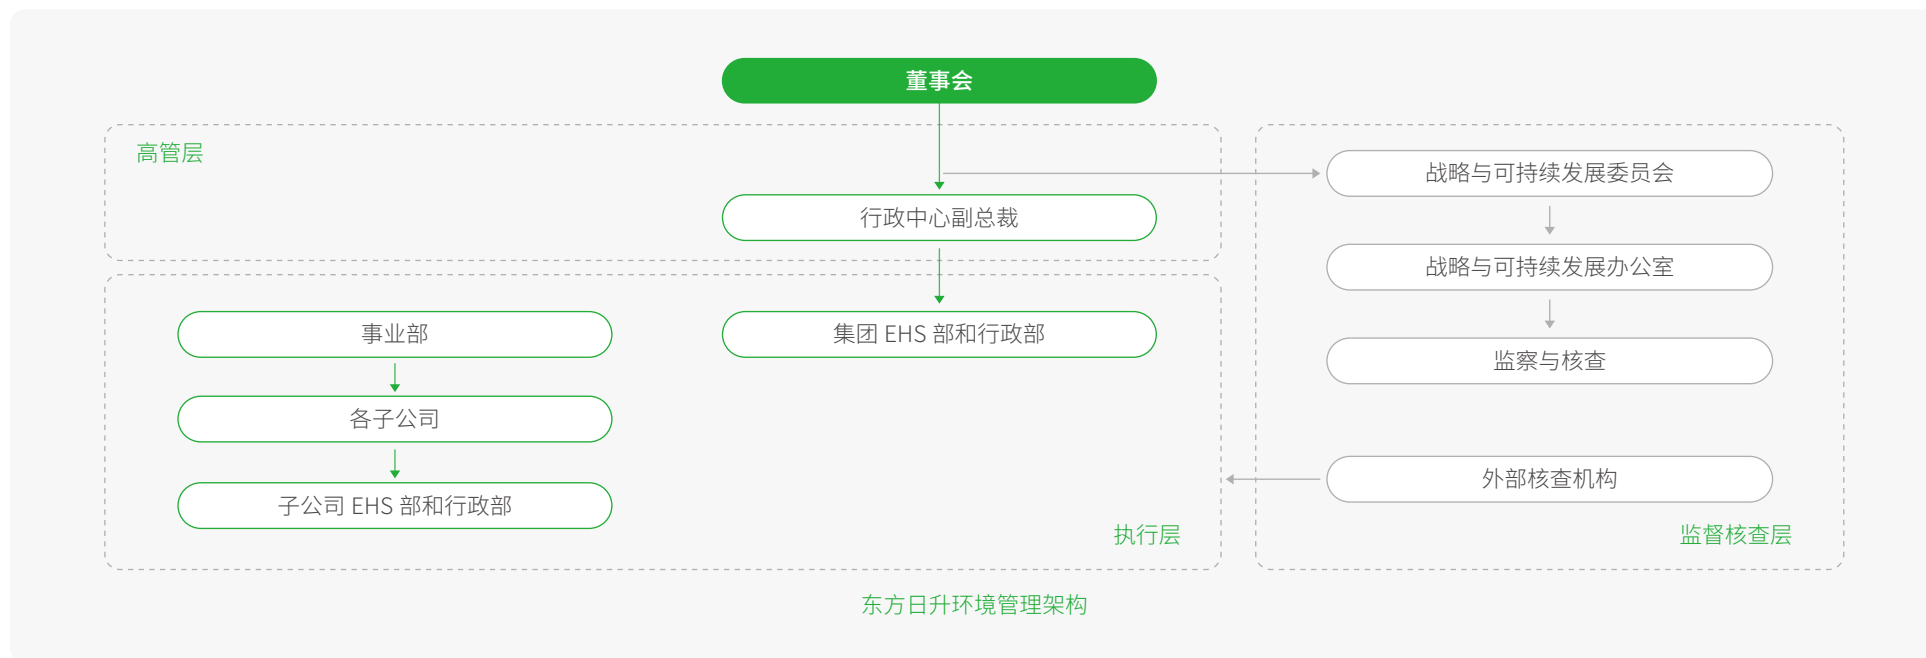 董事会
高管层
行政中心副总裁
事业部
集团 EHS 部和行政部
各子公司
子公司 EHS 部和行政部
执行层
战略与可持续发展委员会
战略与可持续发展办公室
监察与核查
外部核查机构
监督核查层
东方日升环境管理架构